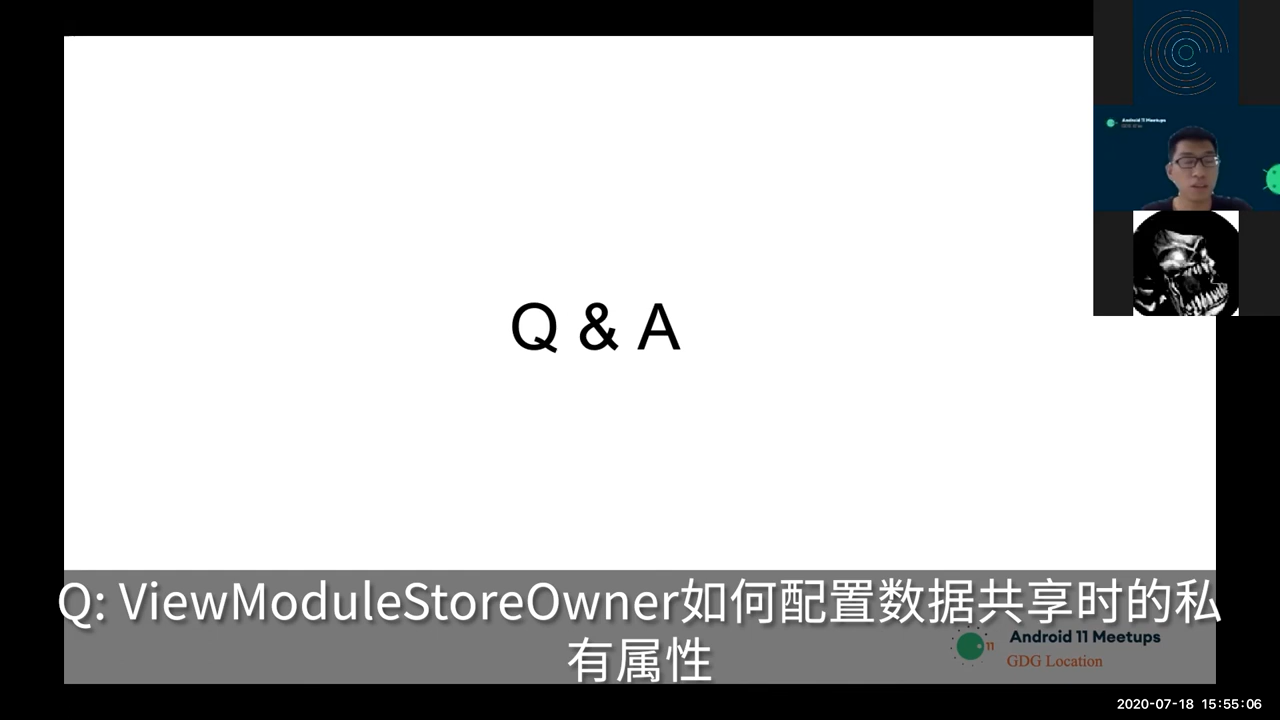 Android 11 Meetups
Q & A
Q: ViewModuleStoreOwner如何配置数据共享时的私
有属性
11
Android 11 Meetups
GDG Location
2020-07-18 15:55:06